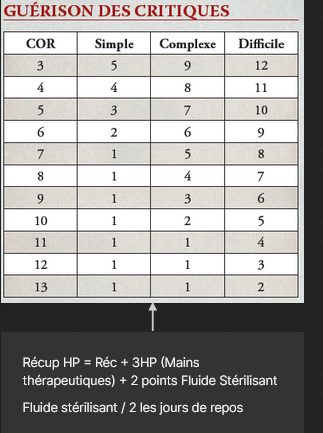 GUÉRISON DES CRITIQUES
COR Simple Complexe Difficile
3 5 9 12
4 4 8 11
5 3 7 10
6 2 6 9
7 1 5 8
8 1 4 7
9 1 3 6
10 1 2 5
11 1 1 4
12 1 1 3
13 1 1 2
Récup HP = Réc + 3HP (Mains
thérapeutiques) + 2 points Fluide Stérilisant
Fluide stérilisant / 2 les jours de repos